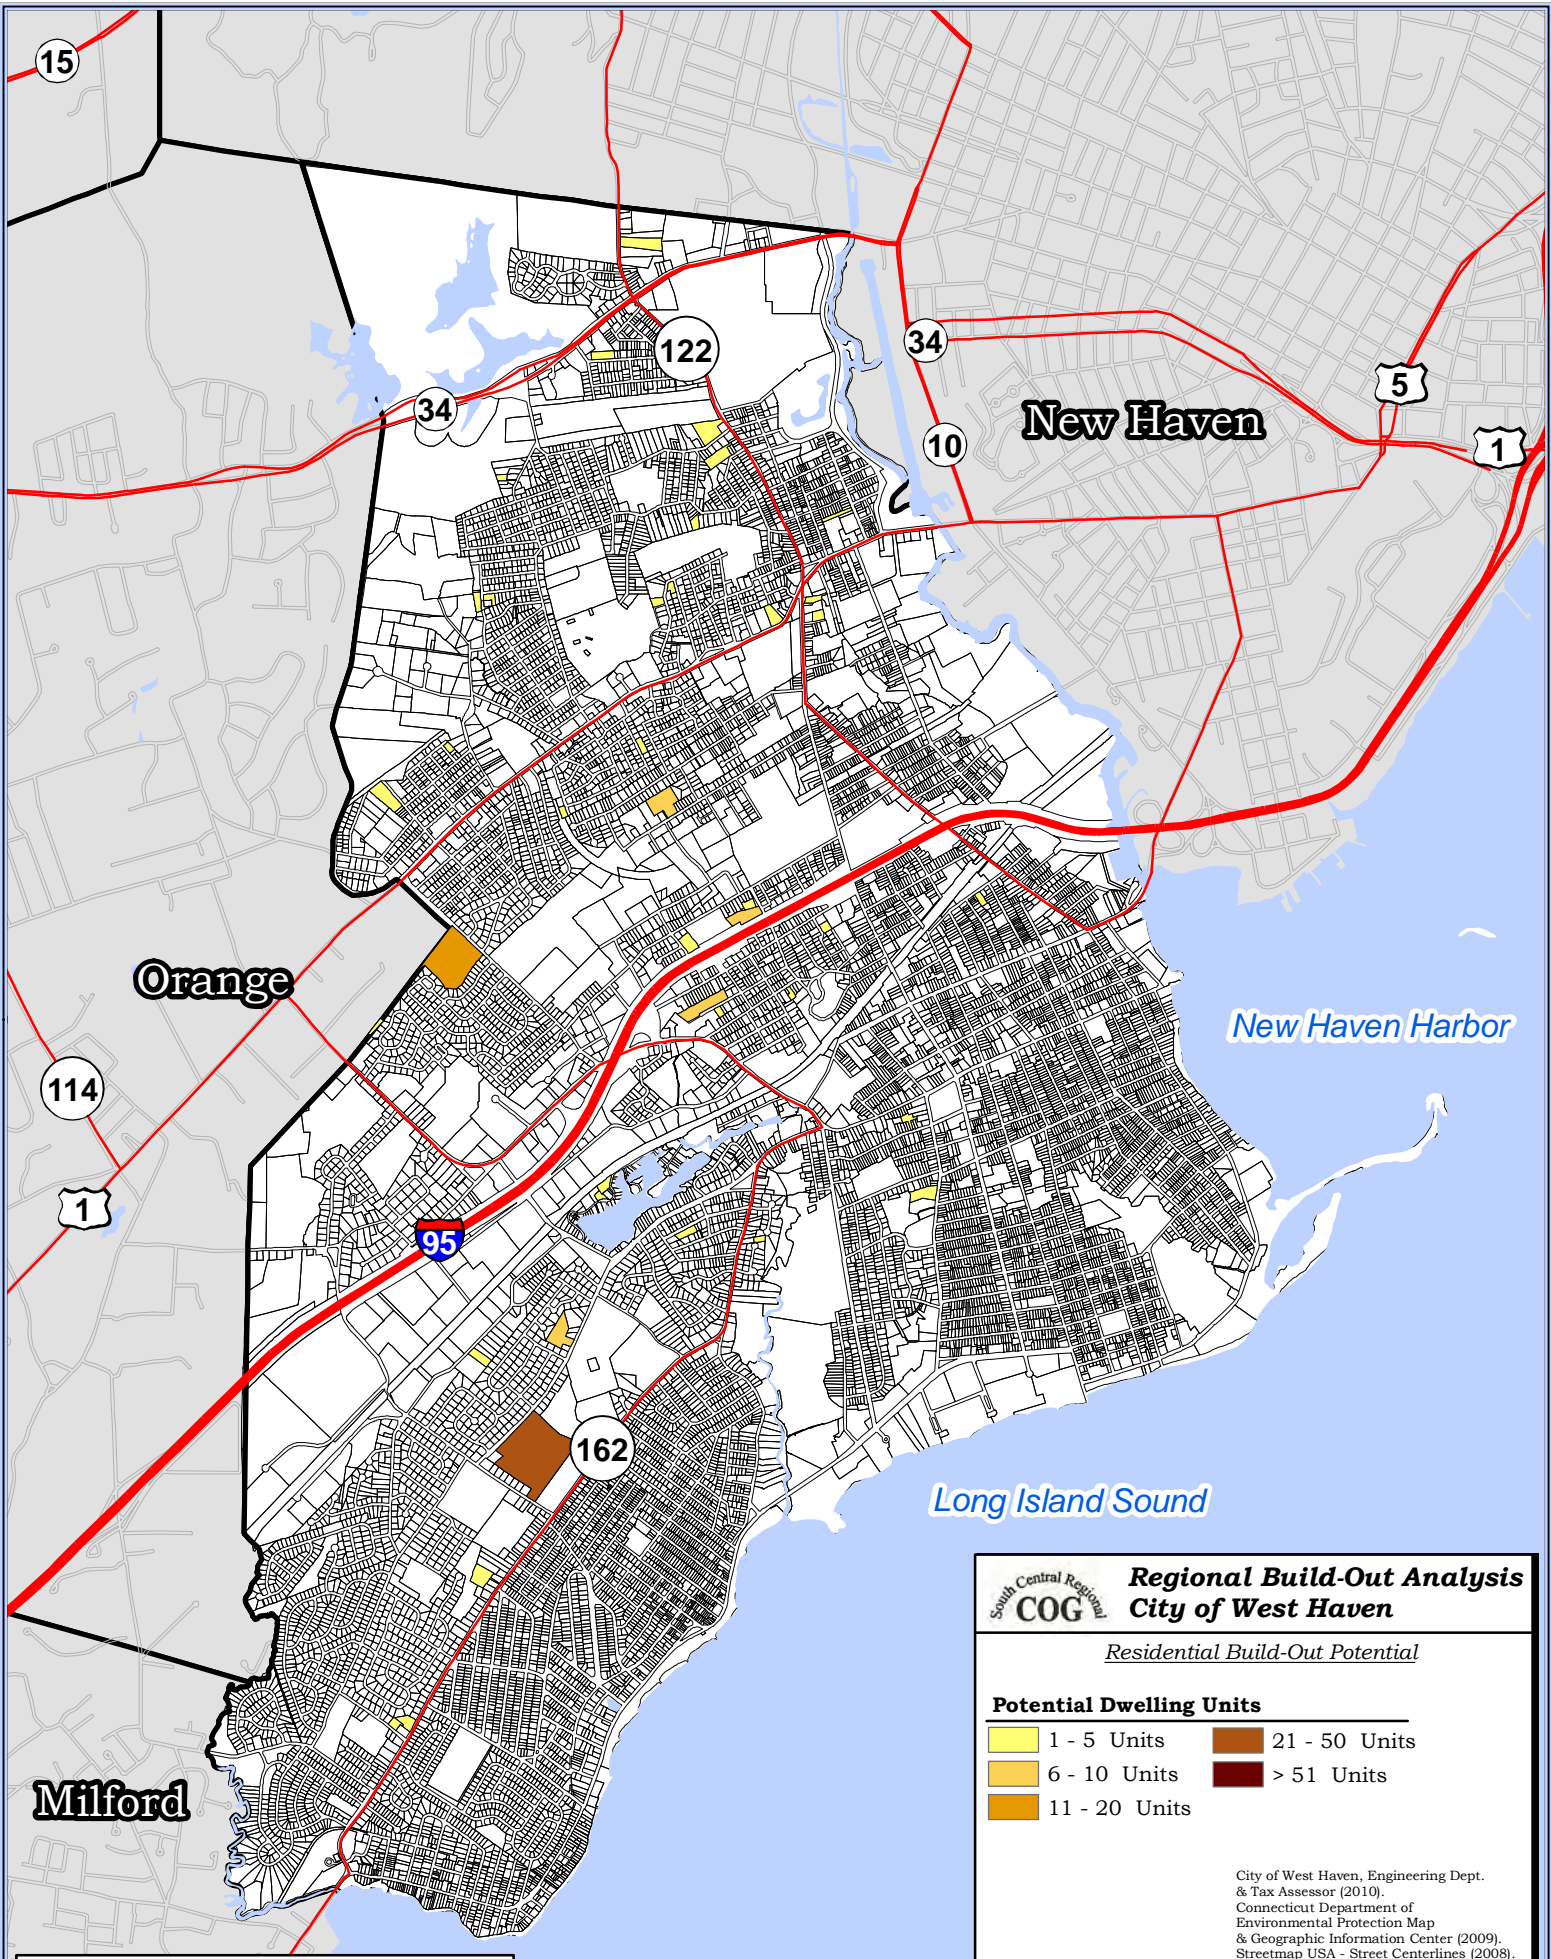 15
122
34
34
10
New Haven
5
1
Orange
114
1
95
New Haven Harbor
162
Long Island Sound
Milford
South Central Regional
COG
Regional Build-Out Analysis
City of West Haven
Residential Build-Out Potential
Potential Dwelling Units
1 - 5 Units
21 - 50 Units
6 - 10 Units
> 51 Units
11 - 20 Units
City of West Haven, Engineering Dept.
& Tax Assessor (2010).
Connecticut Department of
Environmental Protection Map
& Geographic Information Center (2009).
Streetmap USA - Street Centerlines (2008).